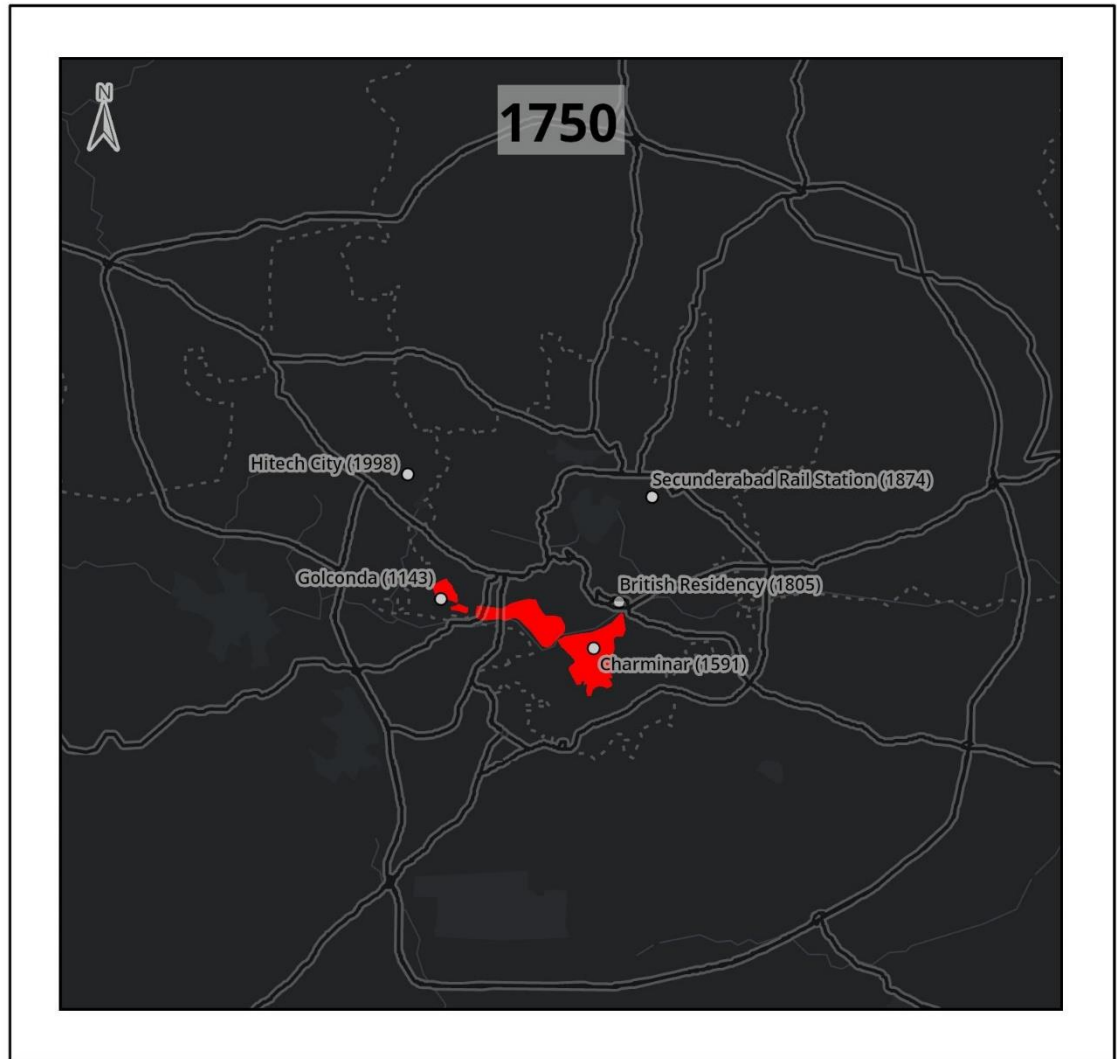 N
1750
Hitech City (1998)
Secunderabad Rail Station (1874)
Golconda (1143)
British Residency (1805)
Charminar (1591)